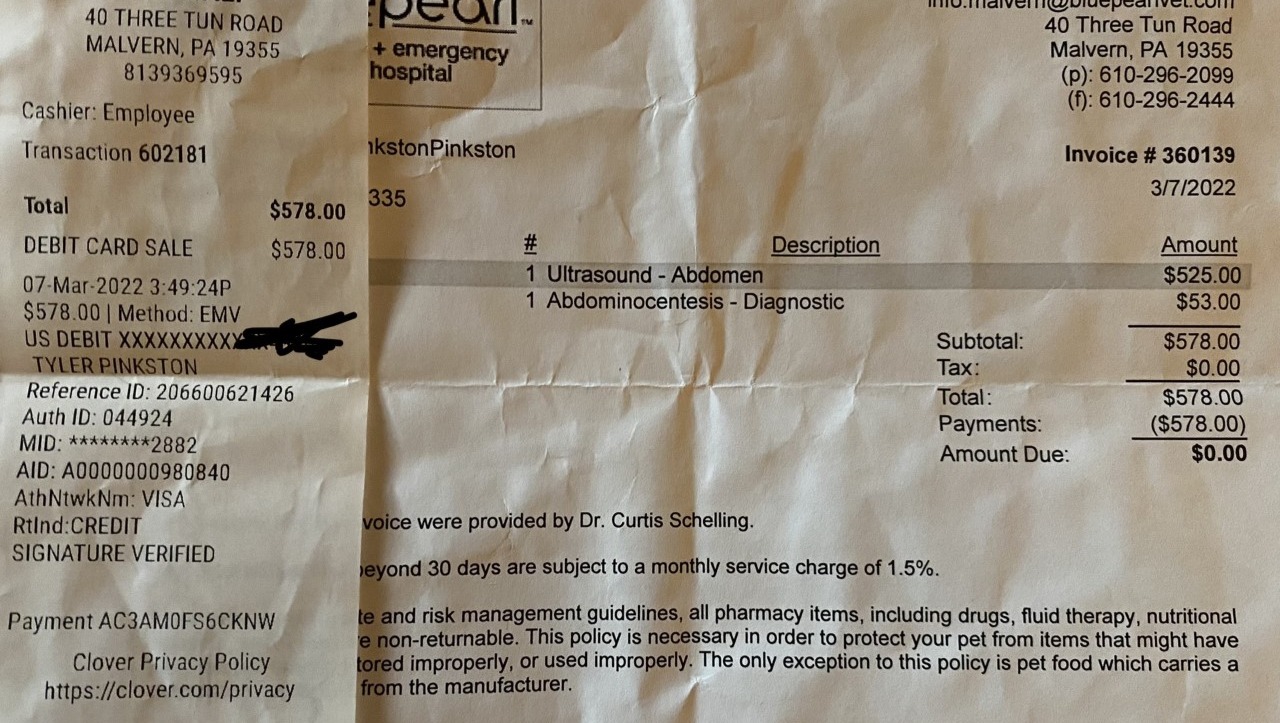 40 THREE TUN ROAD
MALVERN, PA 19355
8139369595
Cashier: Employee
Transaction 602181
Total $578.00
DEBIT CARD SALE $578.00
07-Mar-2022 3:49:24P
$578.00 | Method: EMV
US DEBIT XXXXXXXXXX
TYLER PINKSTON
Reference ID: 206600621426
Auth ID: 044924
MID: ********2882
AID: A0000000980840
AthNtwkNm: VISA
RtInd:CREDIT
SIGNATURE VERIFIED
Payment AC3AM0FS6CKNW
Clover Privacy Policy
https://clover.com/privacy
pearl™
+ emergency
hospital
info.malvern@bluepearlvet.com
40 Three Tun Road
Malvern, PA 19355
(p): 610-296-2099
(f): 610-296-2444
nkstonPinkston
335
Invoice # 360139
3/7/2022
# Description Amount
1 Ultrasound - Abdomen $525.00
1 Abdominocentesis - Diagnostic $53.00
Subtotal: $578.00
Tax: $0.00
Total: $578.00
Payments: ($578.00)
Amount Due: $0.00
voice were provided by Dr. Curtis Schelling.
eyond 30 days are subject to a monthly service charge of 1.5%.
te and risk management guidelines, all pharmacy items, including drugs, fluid therapy, nutritional
e non-returnable. This policy is necessary in order to protect your pet from items that might have
tored improperly, or used improperly. The only exception to this policy is pet food which carries a
from the manufacturer.